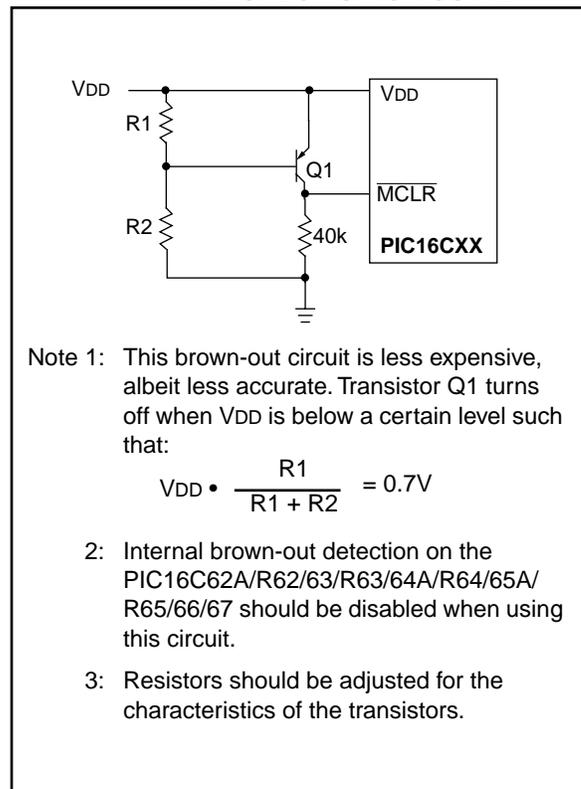 VDD
VDD
R1
Q1
MCLR
R2
40k
PIC16CXX
Note 1: This brown-out circuit is less expensive,
albeit less accurate. Transistor Q1 turns
off when VDD is below a certain level such
that:
VDD • R1 / R1 + R2 = 0.7V
2: Internal brown-out detection on the
PIC16C62A/R62/63/R63/64A/R64/65A/
R65/66/67 should be disabled when using
this circuit.
3: Resistors should be adjusted for the
characteristics of the transistors.